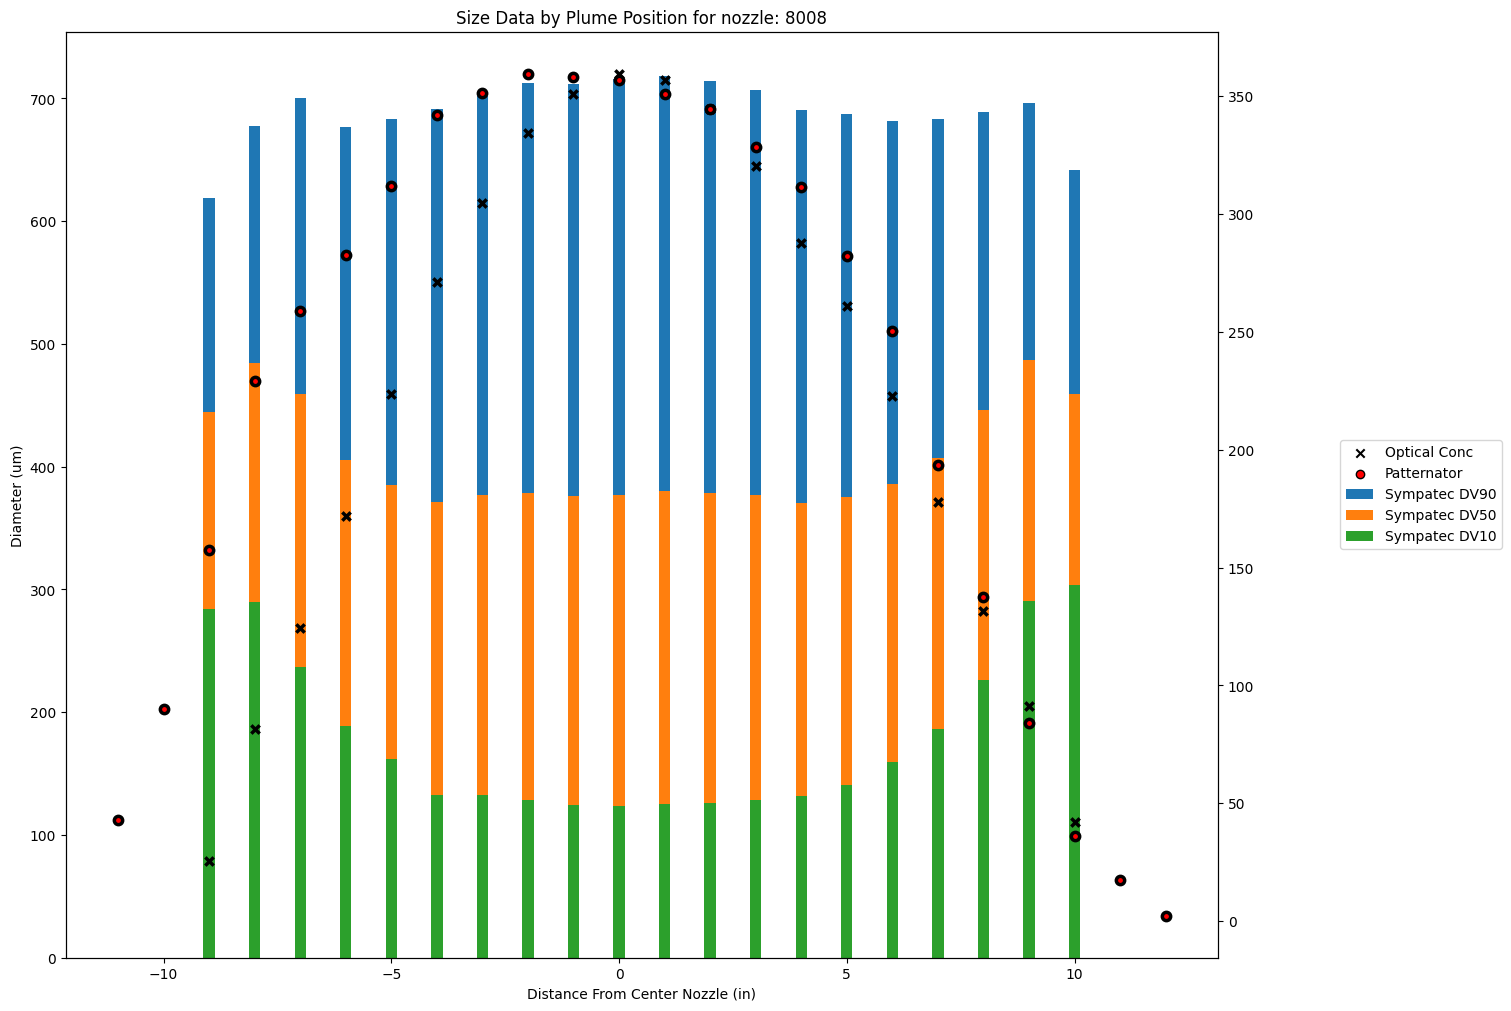 Size Data by Plume Position for nozzle: 8008
700
600
500
400
300
200
100
0
Diameter (um)
−10
−5
0
5
10
Distance From Center Nozzle (in)
350
300
250
200
150
100
50
0
Optical Conc
Patternator
Sympatec DV90
Sympatec DV50
Sympatec DV10